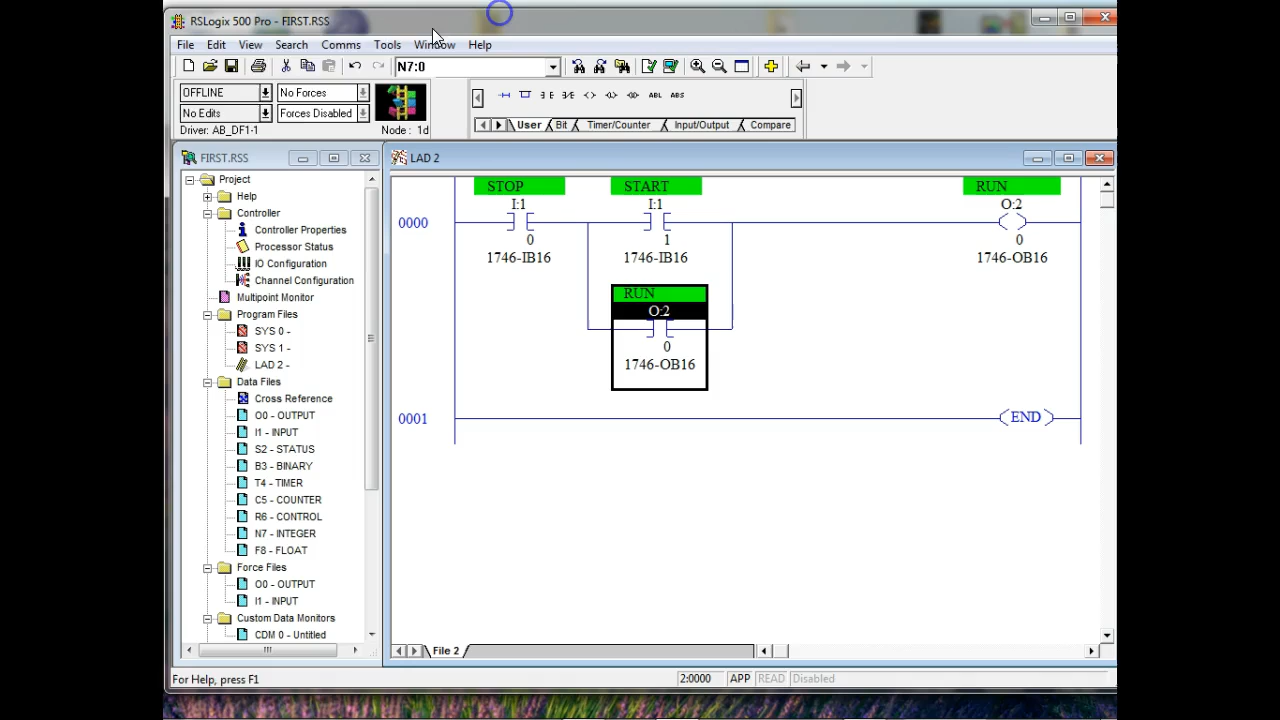 RSLogix 500 Pro - FIRST.RSS
File Edit View Search Comms Tools Window Help
N7:0
OFFLINE No Forces
No Edits Forces Disabled
Driver: AB_DF1-1 Node : 1d
ABL ABS
User Bit Timer/Counter Input/Output Compare
FIRST.RSS
Project
Help
Controller
Controller Properties
Processor Status
IO Configuration
Channel Configuration
Multipoint Monitor
Program Files
SYS 0 -
SYS 1 -
LAD 2 -
Data Files
Cross Reference
O0 - OUTPUT
I1 - INPUT
S2 - STATUS
B3 - BINARY
T4 - TIMER
C5 - COUNTER
R6 - CONTROL
N7 - INTEGER
F8 - FLOAT
Force Files
O0 - OUTPUT
I1 - INPUT
Custom Data Monitors
CDM 0 - Untitled
LAD 2
STOP START RUN
I:1 I:1 O:2
0000
0 1 0
1746-IB16 1746-IB16 1746-OB16
RUN
O:2
0
1746-OB16
0001 END
File 2
For Help, press F1 2:0000 APP READ Disabled